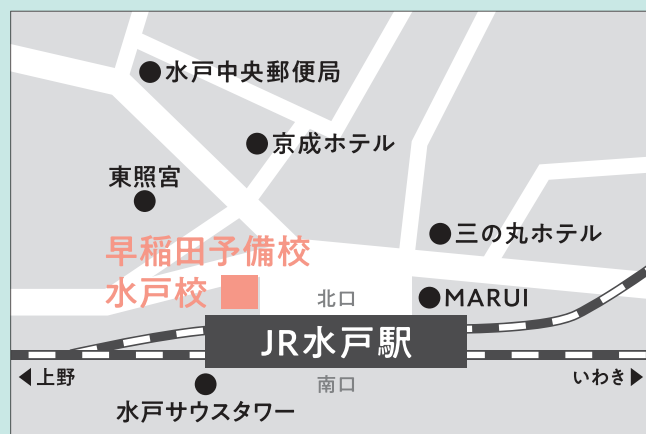 水戸中央郵便局
京成ホテル
東照宮
三の丸ホテル
早稲田予備校
水戸校
北口
MARUI
JR水戸駅
上野
南口
いわき
水戸サウスタワー